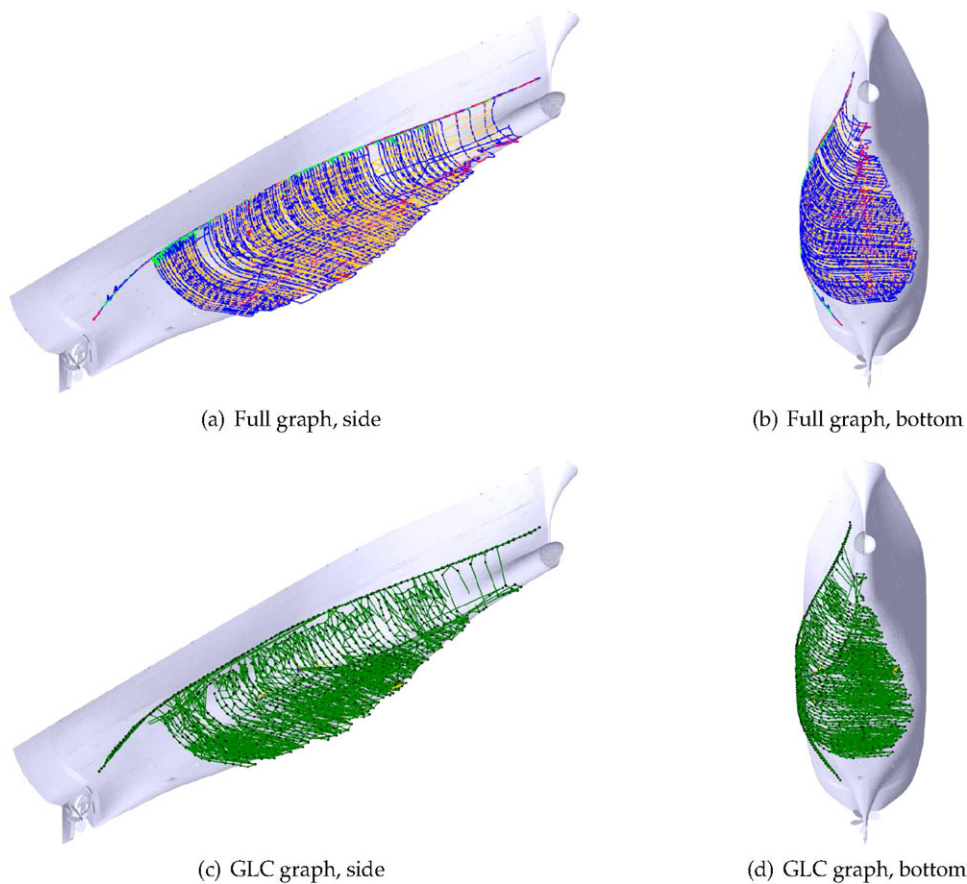 (a) Full graph, side
(b) Full graph, bottom
(c) GLC graph, side
(d) GLC graph, bottom